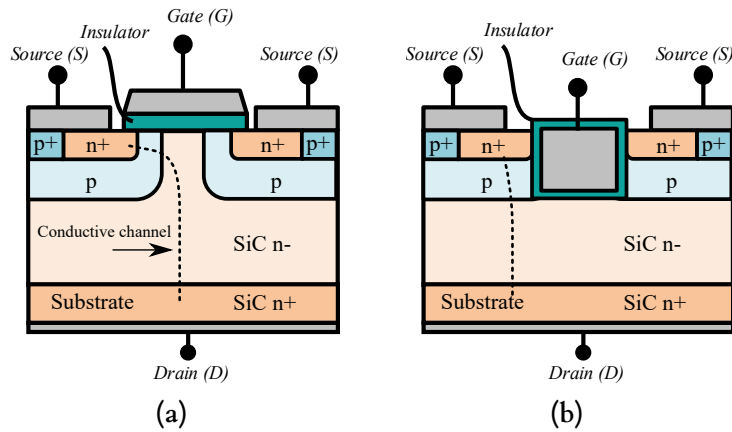 Gate (G)
Insulator
Source (S)
Source (S)
p+
n+
n+
p+
p
p
Conductive channel
SiC n-
Substrate
SiC n+
Drain (D)
(a)
Insulator
Source (S)
Gate (G)
Source (S)
p+
n+
n+
p+
p
p
SiC n-
Substrate
SiC n+
Drain (D)
(b)